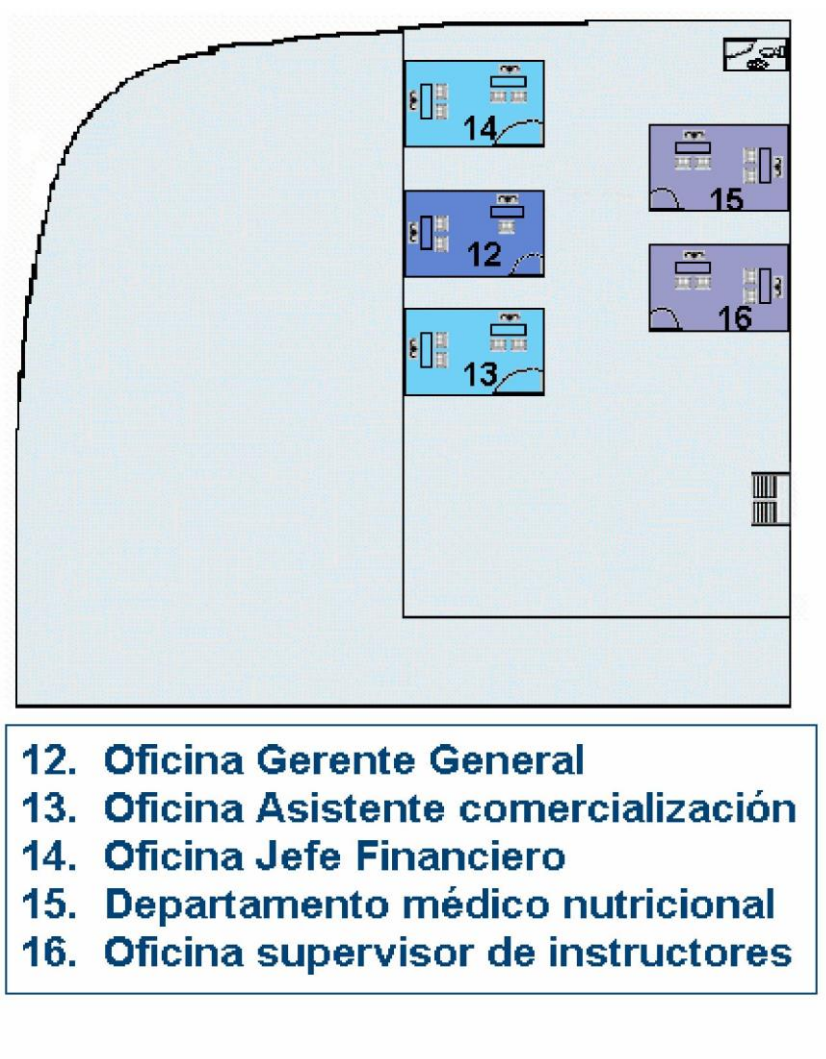 14
15
12
16
13
12. Oficina Gerente General
13. Oficina Asistente comercialización
14. Oficina Jefe Financiero
15. Departamento médico nutricional
16. Oficina supervisor de instructores